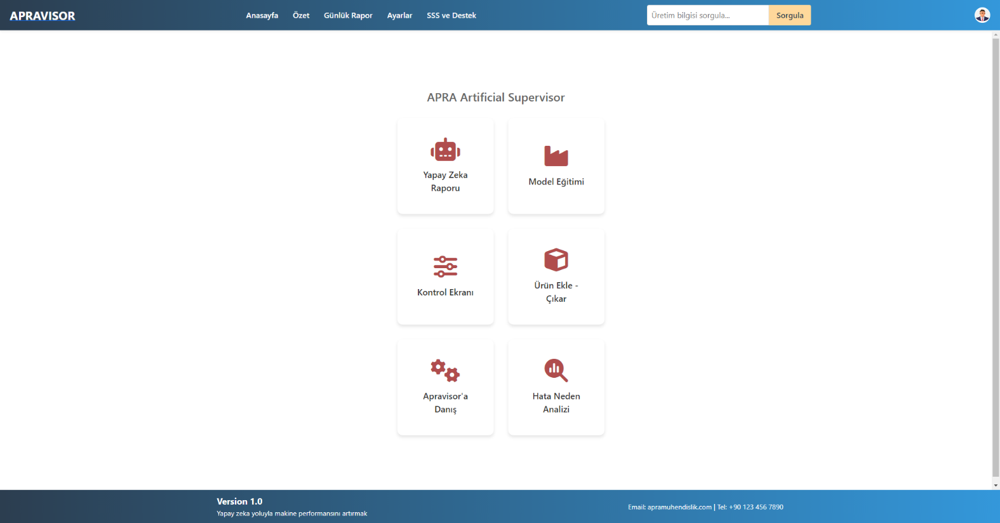 APRAVISOR
Anasayfa Özet Günlük Rapor Ayarlar SSS ve Destek
Üretim bilgisi sorgula... Sorgula
APRA Artificial Supervisor
Yapay Zeka
Raporu
Model Eğitimi
Kontrol Ekranı
Ürün Ekle -
Çıkar
Apravisor'a
Danış
Hata Neden
Analizi
Version 1.0
Yapay zeka yoluyla makine performansını artırmak
Email: apramuhendislik.com | Tel: +90 123 456 7890